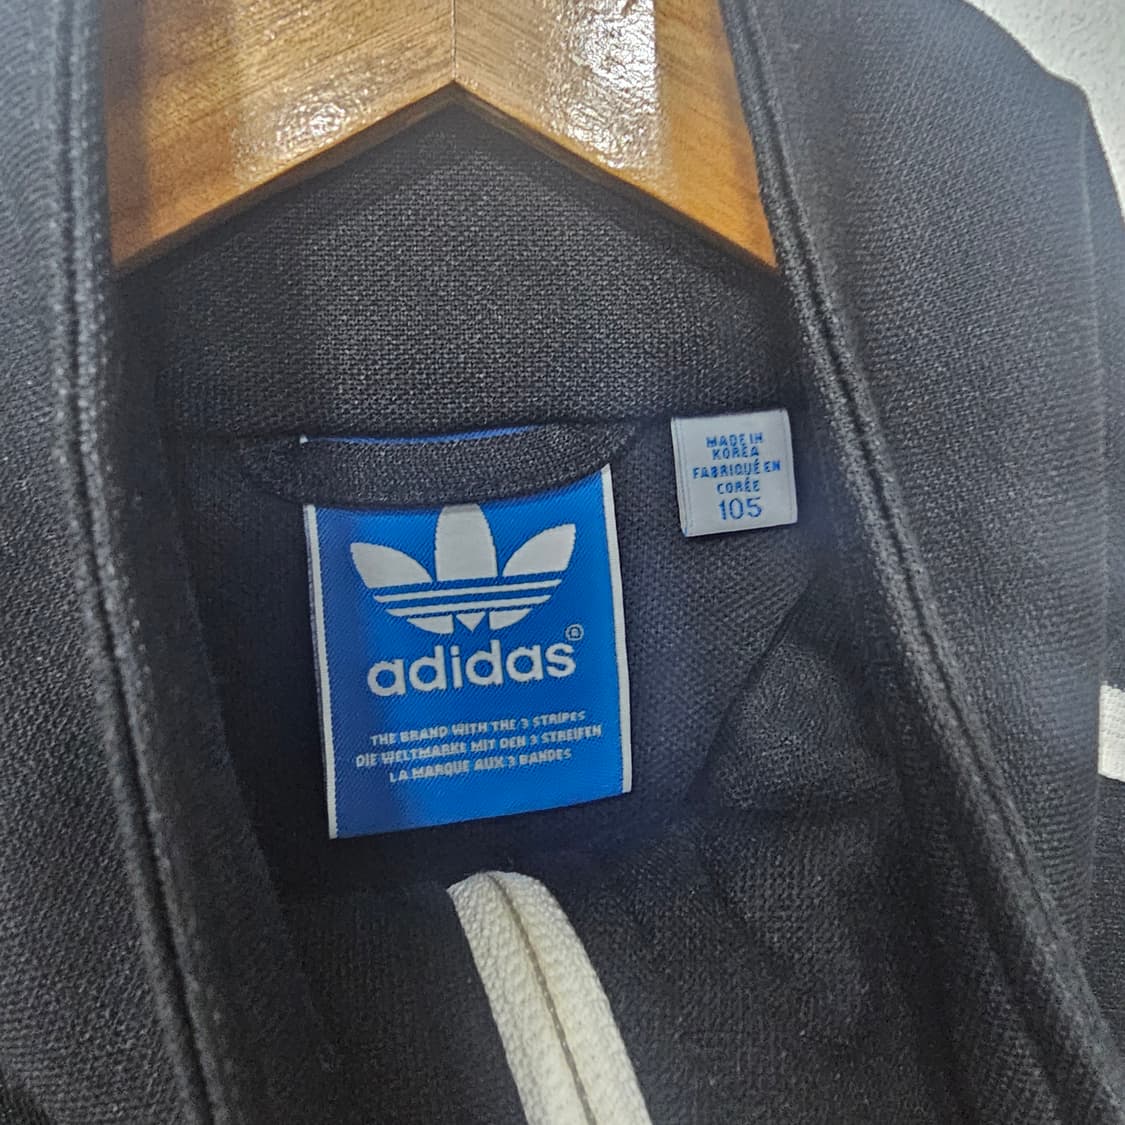 adidas®
THE BRAND WITH THE 3 STRIPES
DIE WELTMARKE MIT DEN 3 STREIFEN
LA MARQUE AUX 3 BANDES
MADE IN
KOREA
FABRIQUÉ EN
CORÉE
105